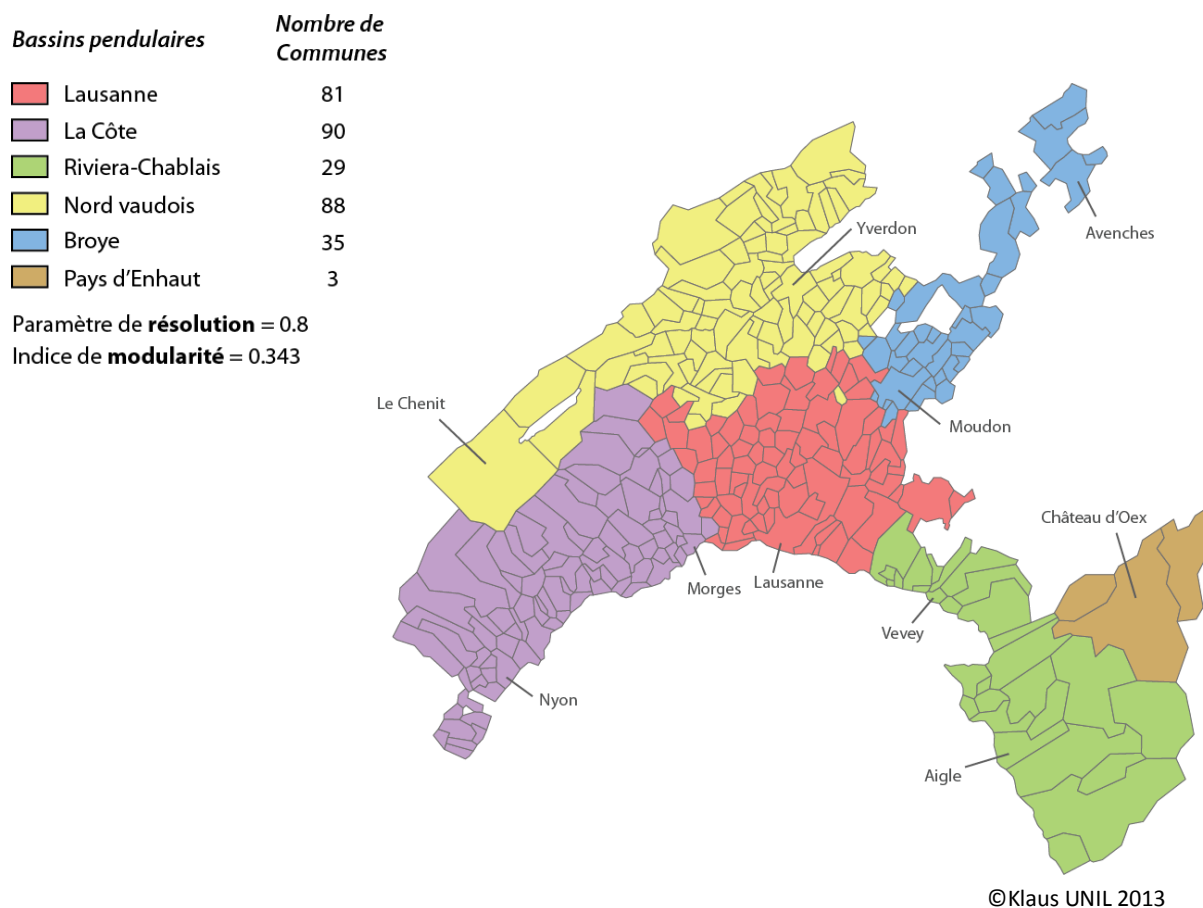 Bassins pendulaires
Nombre de
Communes
Lausanne 81
La Côte 90
Riviera-Chablais 29
Nord vaudois 88
Broye 35
Pays d'Enhaut 3
Paramètre de résolution = 0.8
Indice de modularité = 0.343
Yverdon
Avenches
Le Chenit
Moudon
Château d'Oex
Morges
Lausanne
Vevey
Nyon
Aigle
©Klaus UNIL 2013